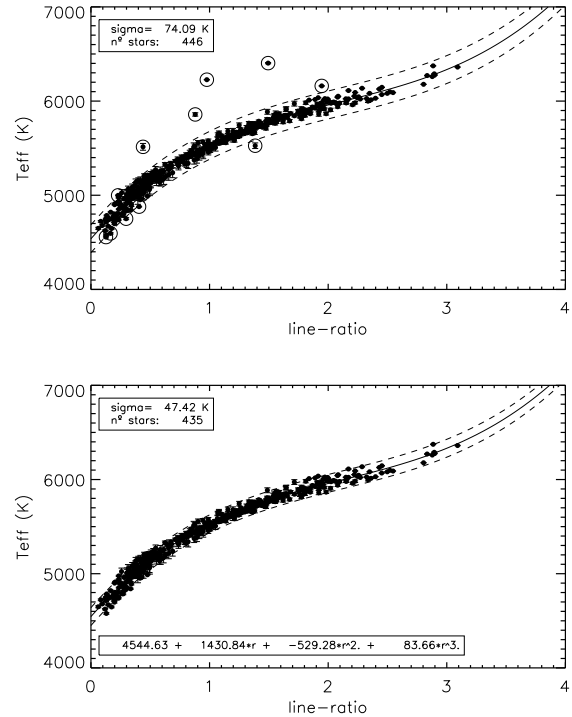 7000
sigma=   74.09 K
nº stars:   446
6000
Teff (K)
5000
4000
0 1 2 3 4
line-ratio
7000
sigma=   47.42 K
nº stars:   435
6000
Teff (K)
5000
4544.63 +   1430.84*r +   -529.28*r^2. +   83.66*r^3.
4000
0 1 2 3 4
line-ratio